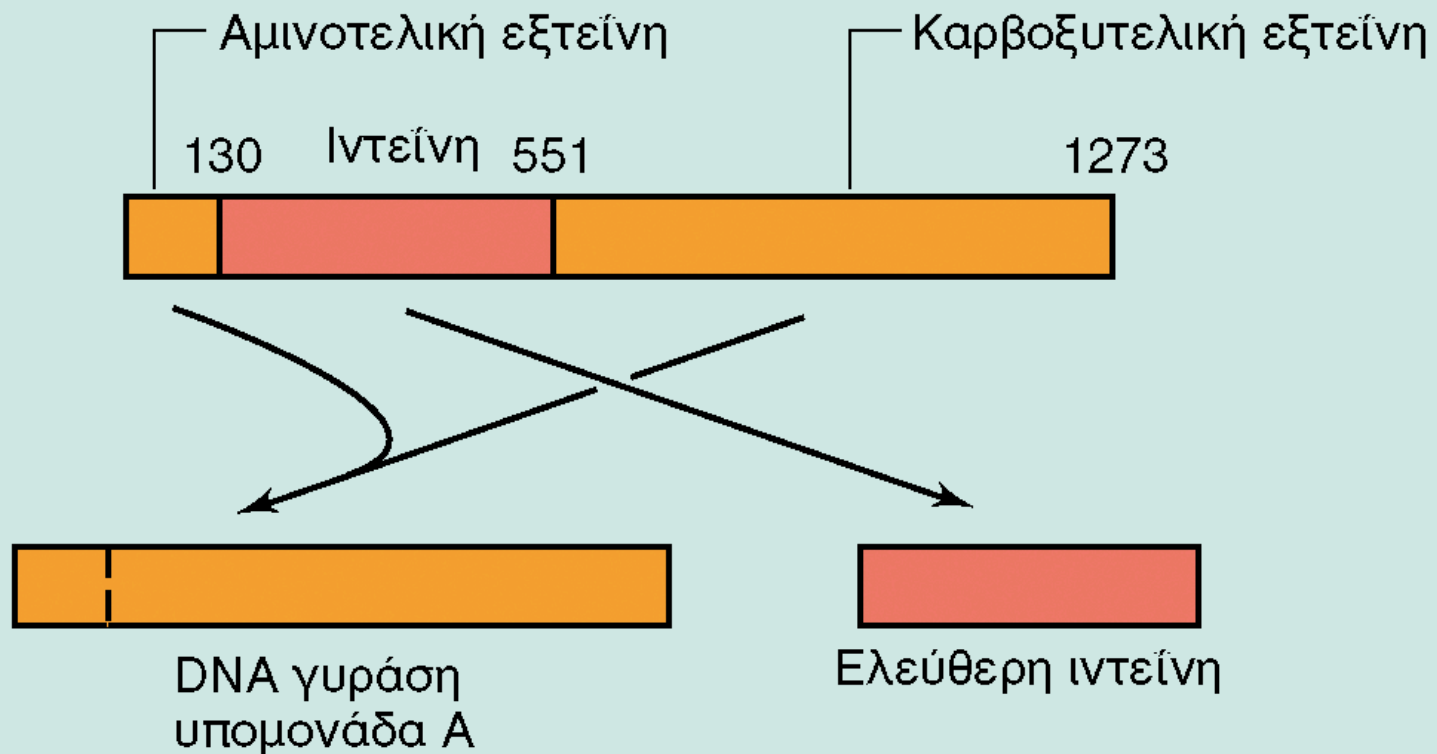 Αμινοτελική εξτεΐνη
Καρβοξυτελική εξτεΐνη
130
Ιντεΐνη
551
1273
DNA γυράση
υπομονάδα Α
Ελεύθερη ιντεΐνη